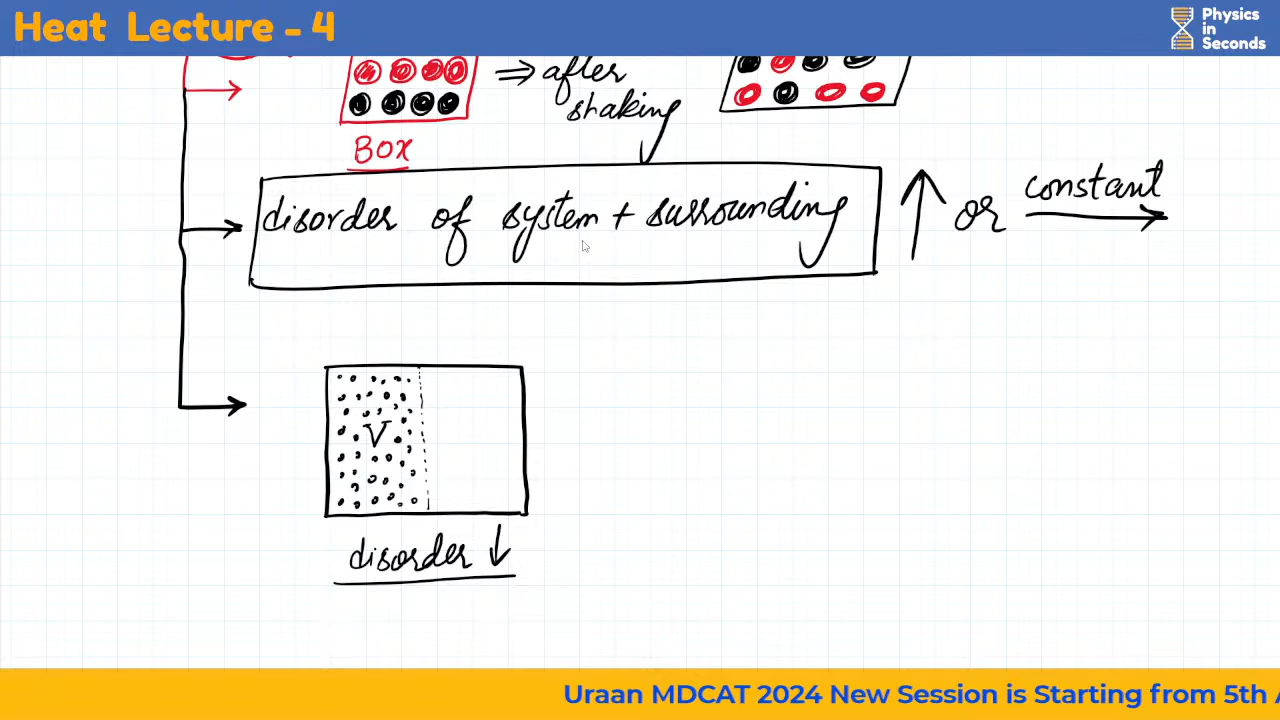 Heat Lecture - 4
Physics
in
Seconds
⇒ after
shaking
BOX
disorder of system + surrounding ↑ or constant
V
disorder ↓
Uraan MDCAT 2024 New Session is Starting from 5th